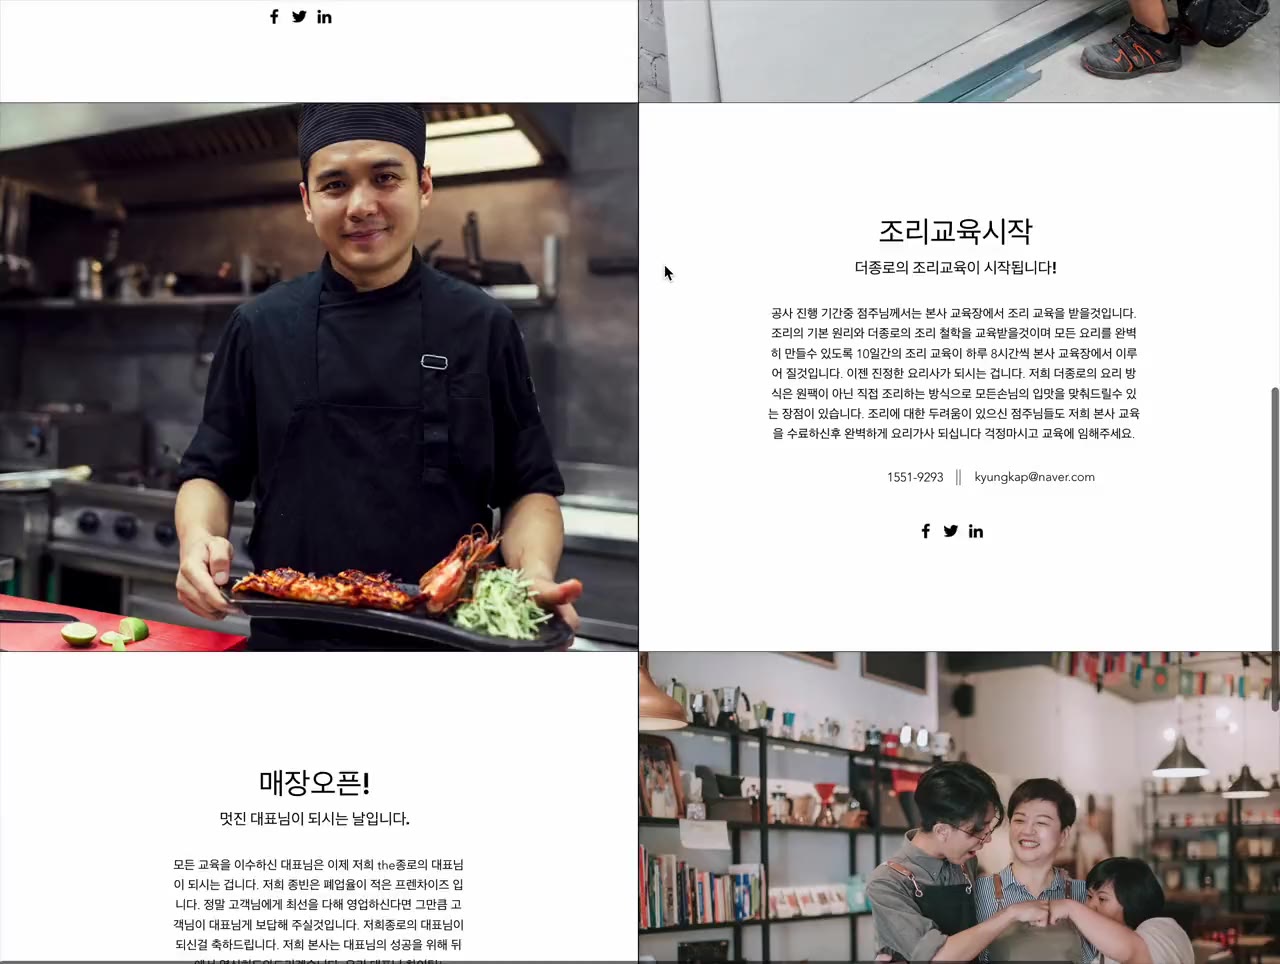 조리교육시작
더종로의 조리교육이 시작됩니다!
공사 진행 기간중 점주님께서는 본사 교육장에서 조리 교육을 받을것입니다.
조리의 기본 원리와 더종로의 조리 철학을 교육받을것이며 모든 요리를 완벽
히 만들수 있도록 10일간의 조리 교육이 하루 8시간씩 본사 교육장에서 이루
어 질것입니다. 이젠 진정한 요리사가 되시는 겁니다. 저희 더종로의 요리 방
식은 원팩이 아닌 직접 조리하는 방식으로 모든손님의 입맛을 맞춰드릴수 있
는 장점이 있습니다. 조리에 대한 두려움이 있으신 점주님들도 저희 본사 교육
을 수료하신후 완벽하게 요리가사 되십니다 걱정마시고 교육에 임해주세요.
1551-9293 || kyungkap@naver.com
매장오픈!
멋진 대표님이 되시는 날입니다.
모든 교육을 이수하신 대표님은 이제 저희 the종로의 대표님
이 되시는 겁니다. 저희 종빈은 폐업율이 적은 프렌차이즈 입
니다. 정말 고객님에게 최선을 다해 영업하신다면 그만큼 고
객님이 대표님게 보답해 주실것입니다. 저희종로의 대표님이
되신걸 축하드립니다. 저희 본사는 대표님의 성공을 위해 뒤